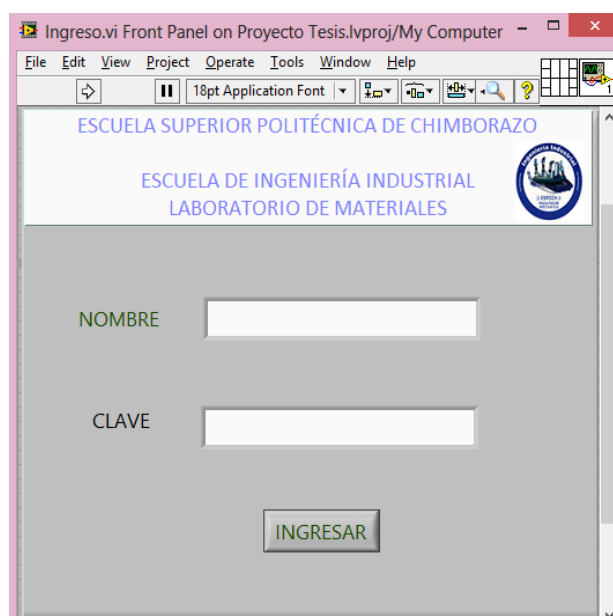 Ingreso.vi Front Panel on Proyecto Tesis.lvproj/My Computer
File Edit View Project Operate Tools Window Help
18pt Application Font
1
ESCUELA SUPERIOR POLITÉCNICA DE CHIMBORAZO
ESCUELA DE INGENIERÍA INDUSTRIAL
LABORATORIO DE MATERIALES
Ingeniería Industrial
NOMBRE
CLAVE
INGRESAR